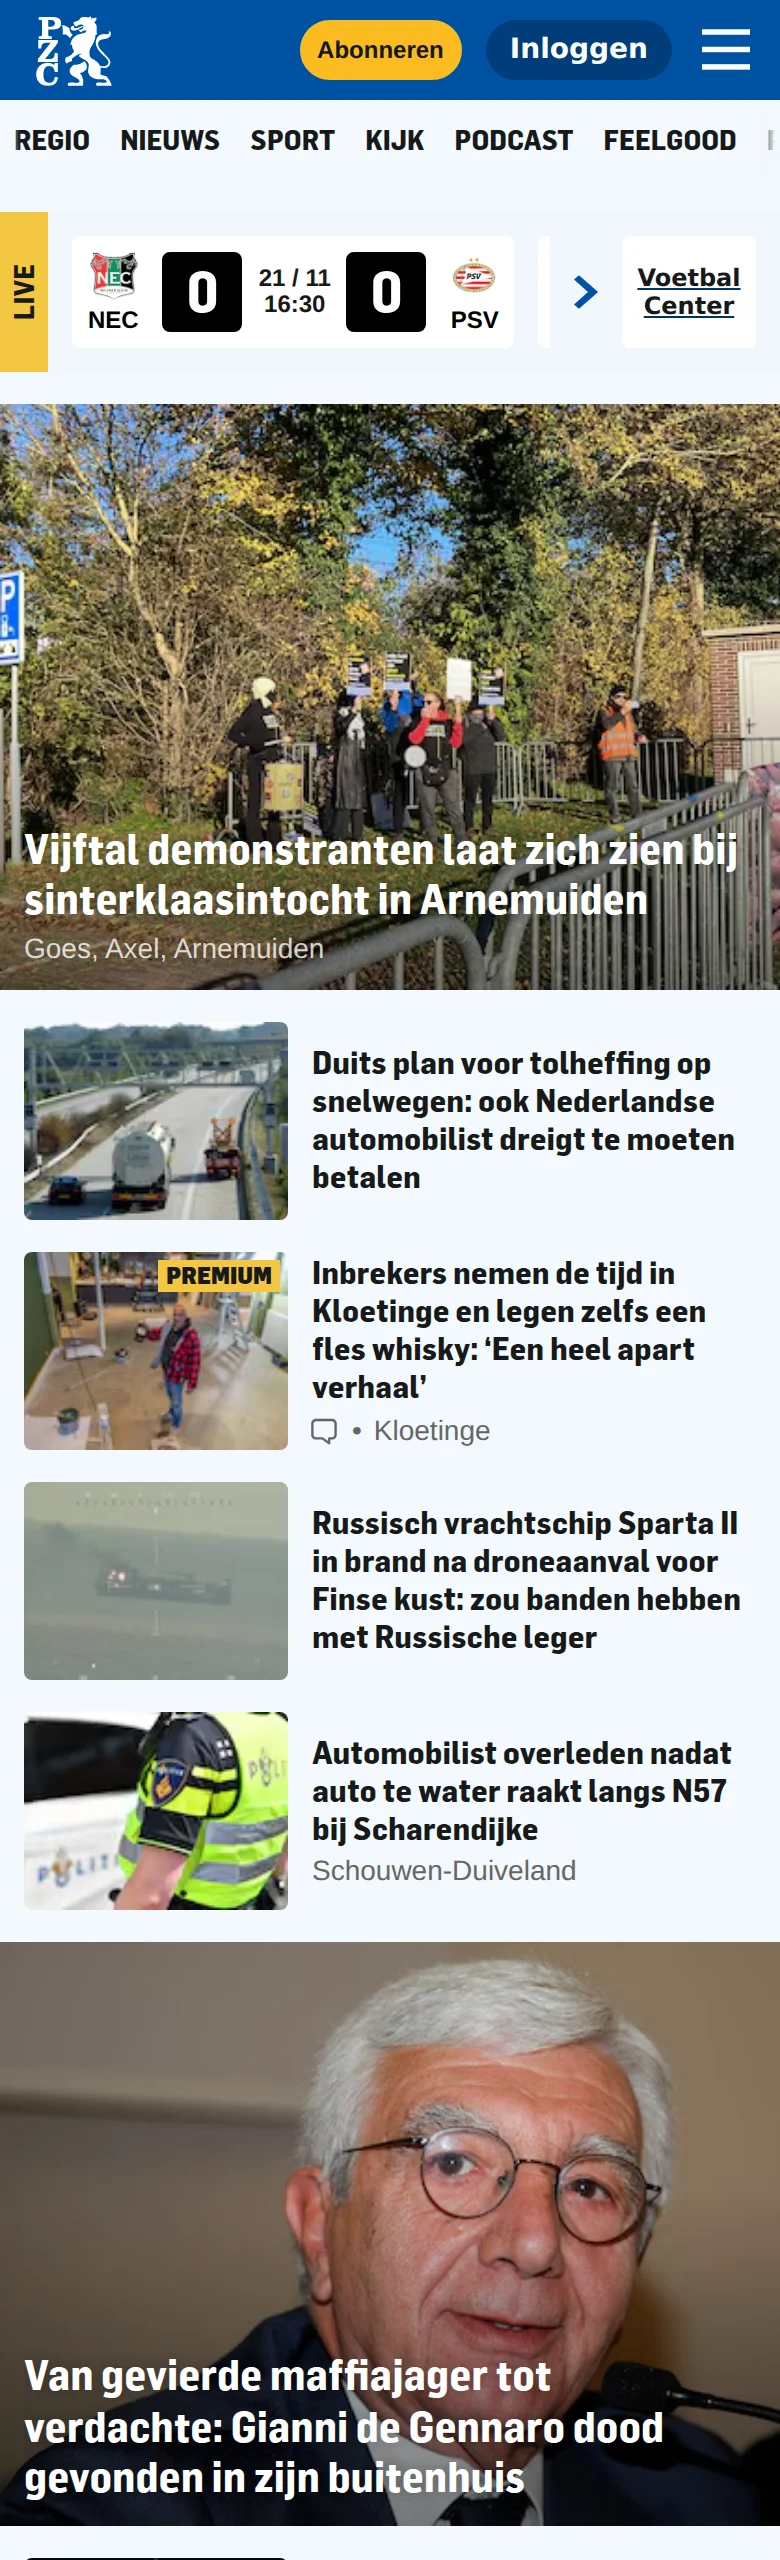 PZC
Abonneren
Inloggen
REGIO NIEUWS SPORT KIJK PODCAST FEELGOOD
LIVE
NEC
0
21 / 11
16:30
0
PSV
Voetbal
Center
Vijftal demonstranten laat zich zien bij
sinterklaasintocht in Arnemuiden
Goes, Axel, Arnemuiden
Duits plan voor tolheffing op
snelwegen: ook Nederlandse
automobilist dreigt te moeten
betalen
PREMIUM
Inbrekers nemen de tijd in
Kloetinge en legen zelfs een
fles whisky: ‘Een heel apart
verhaal’
• Kloetinge
Russisch vrachtschip Sparta II
in brand na droneaanval voor
Finse kust: zou banden hebben
met Russische leger
Automobilist overleden nadat
auto te water raakt langs N57
bij Scharendijke
Schouwen-Duiveland
Van gevierde maffiajager tot
verdachte: Gianni de Gennaro dood
gevonden in zijn buitenhuis